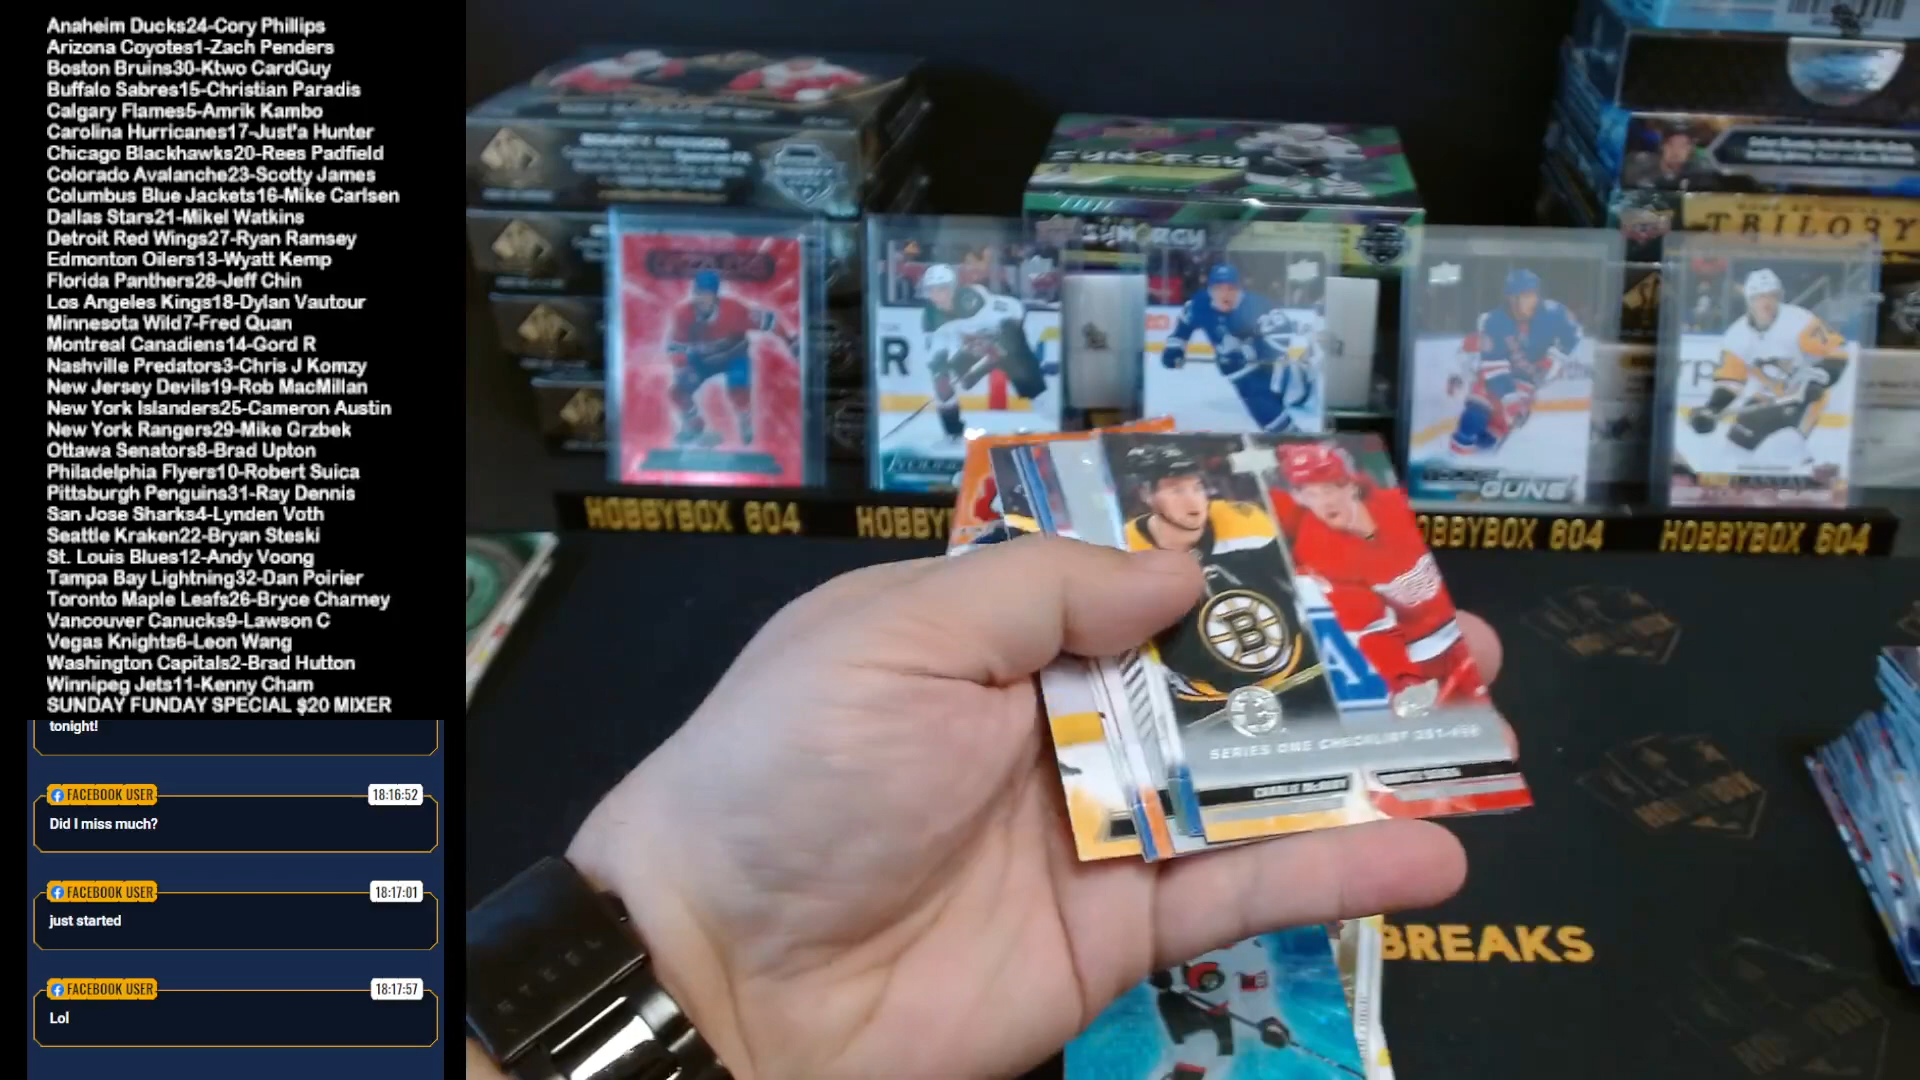 Anaheim Ducks24-Cory Phillips
Arizona Coyotes1-Zach Penders
Boston Bruins30-Ktwo CardGuy
Buffalo Sabres15-Christian Paradis
Calgary Flames5-Amrik Kambo
Carolina Hurricanes17-Just'a Hunter
Chicago Blackhawks20-Rees Padfield
Colorado Avalanche23-Scotty James
Columbus Blue Jackets16-Mike Carlsen
Dallas Stars21-Mikel Watkins
Detroit Red Wings27-Ryan Ramsey
Edmonton Oilers13-Wyatt Kemp
Florida Panthers28-Jeff Chin
Los Angeles Kings18-Dylan Vautour
Minnesota Wild7-Fred Quan
Montreal Canadiens14-Gord R
Nashville Predators3-Chris J Komzy
New Jersey Devils19-Rob MacMillan
New York Islanders25-Cameron Austin
New York Rangers29-Mike Grzbek
Ottawa Senators8-Brad Upton
Philadelphia Flyers10-Robert Suica
Pittsburgh Penguins31-Ray Dennis
San Jose Sharks4-Lynden Voth
Seattle Kraken22-Bryan Steski
St. Louis Blues12-Andy Voong
Tampa Bay Lightning32-Dan Poirier
Toronto Maple Leafs26-Bryce Charney
Vancouver Canucks9-Lawson C
Vegas Knights6-Leon Wang
Washington Capitals2-Brad Hutton
Winnipeg Jets11-Kenny Cham
SUNDAY FUNDAY SPECIAL $20 MIXER
tonight!
FACEBOOK USER 18:16:52
Did I miss much?
FACEBOOK USER 18:17:01
just started
FACEBOOK USER 18:17:57
Lol
SYNERGY
SYNERGY
TRILOGY
R
GUNS
HOBBYBOX 604
HOBBY
OBBYBOX 604
HOBBYBOX 604
B
A
SERIES ONE CHECKLIST
CHARLIE MCAVOY
BREAKS
STEEL